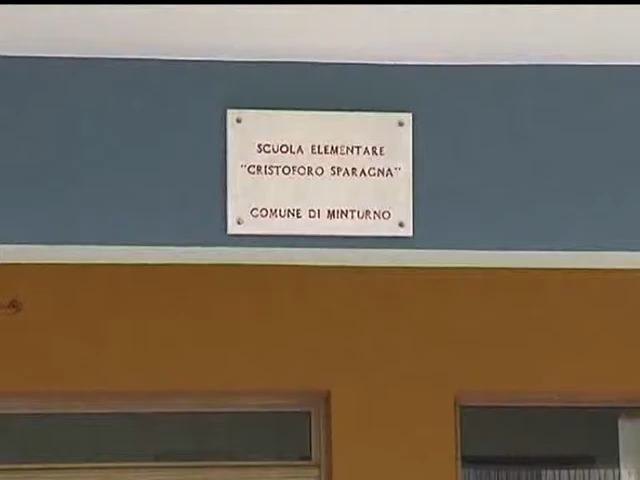 SCUOLA ELEMENTARE
"CRISTOFORO SPARAGNA"
COMUNE DI MINTURNO